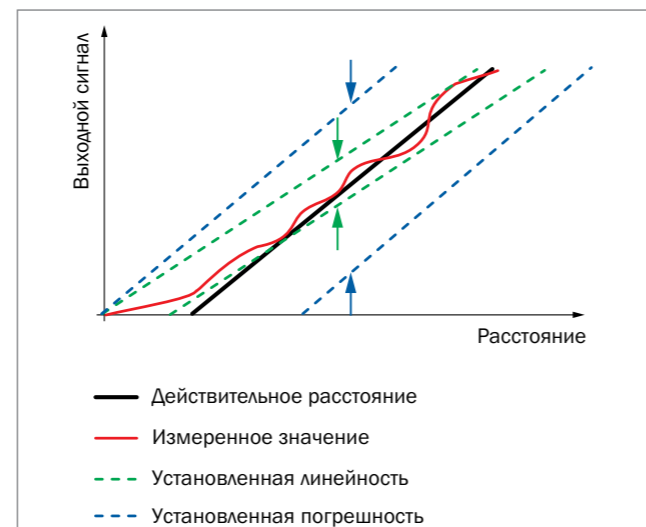 Выходной сигнал
Расстояние
Действительное расстояние
Измеренное значение
Установленная линейность
Установленная погрешность